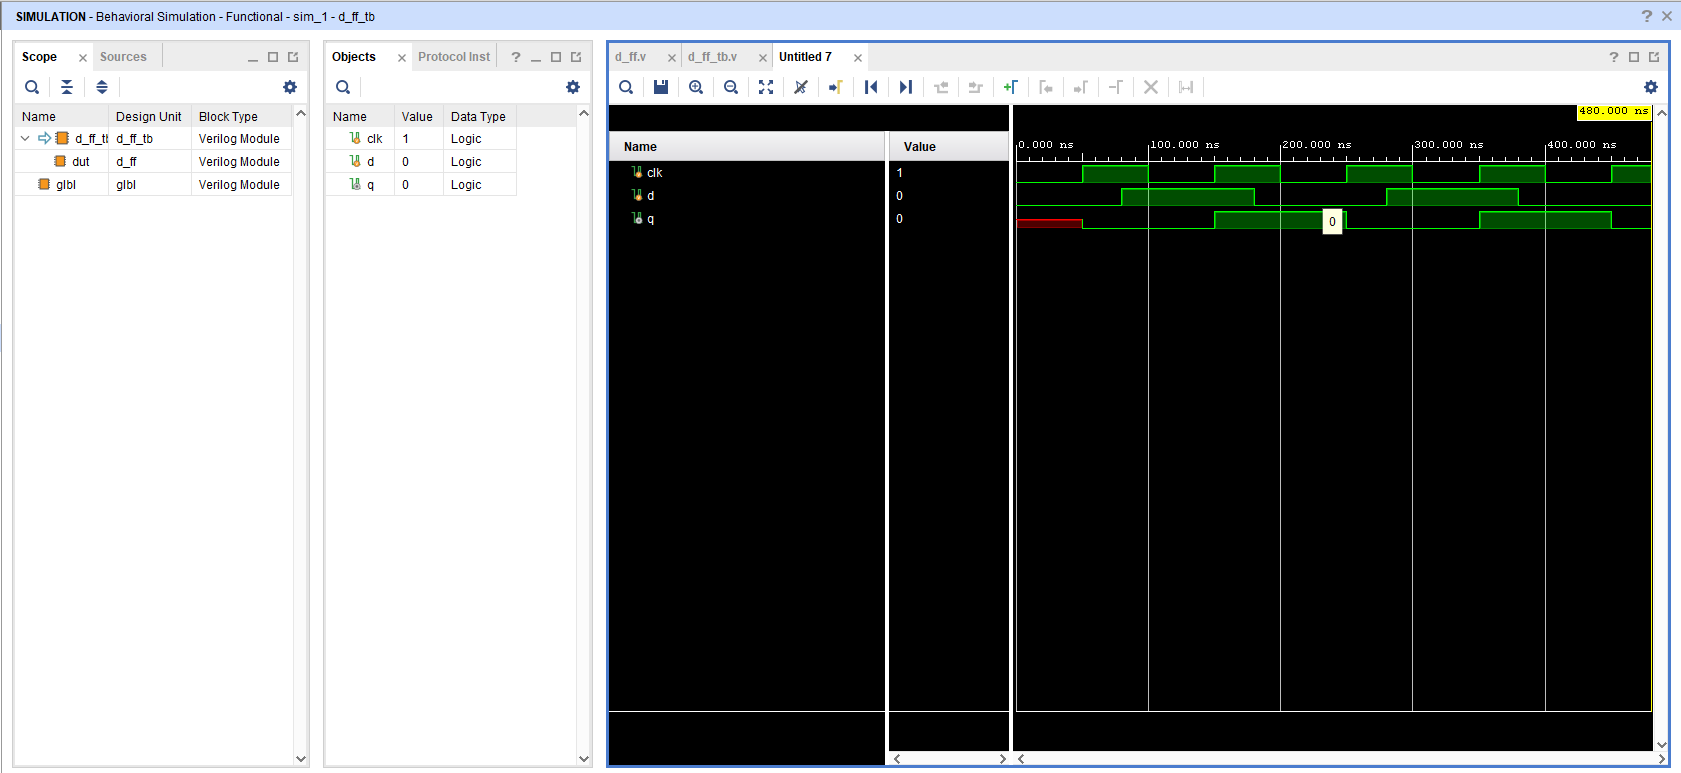 SIMULATION - Behavioral Simulation - Functional - sim_1 - d_ff_tb
Scope
Sources
Name Design Unit Block Type
d_ff_tb d_ff_tb Verilog Module
dut d_ff Verilog Module
glbl glbl Verilog Module
Objects
Protocol Inst
Name Value Data Type
clk 1 Logic
d 0 Logic
q 0 Logic
d_ff.v
d_ff_tb.v
Untitled 7
480.000 ns
Name Value
0.000 ns 100.000 ns 200.000 ns 300.000 ns 400.000 ns
clk 1
d 0
q 0
0